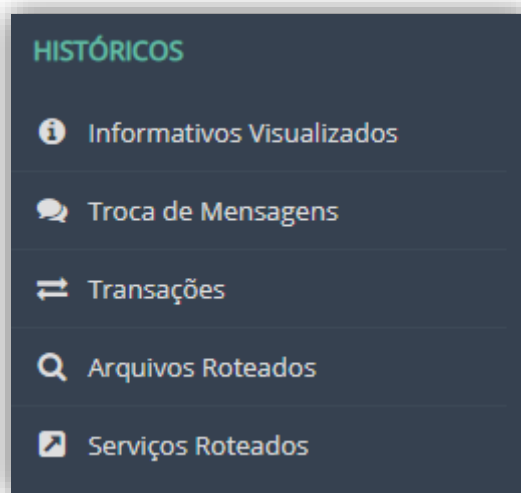 HISTÓRICOS
Informativos Visualizados
Troca de Mensagens
Transações
Arquivos Roteados
Serviços Roteados